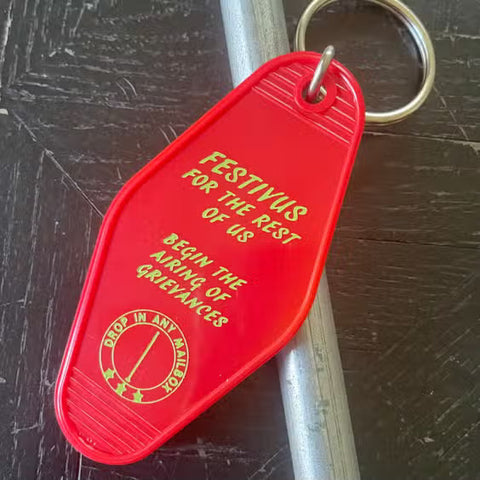 FESTIVUS
FOR THE REST
OF US
BEGIN THE
AIRING OF
GRIEVANCES
DROP IN ANY MAILBOX